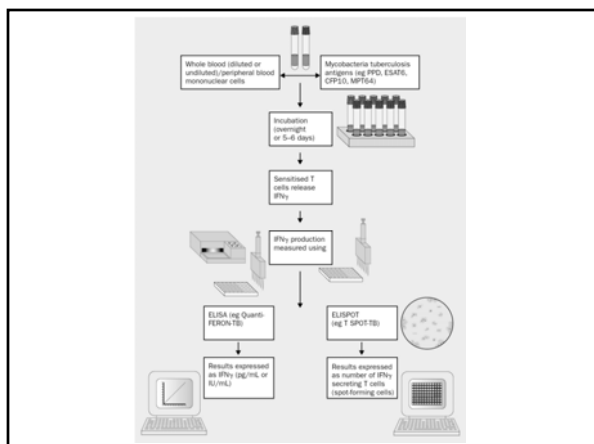 Whole blood (diluted or
undiluted)/peripheral blood
mononuclear cells
Mycobacteria tuberculosis
antigens (eg PPD, ESAT6,
CFP10, MPT64)
Incubation
(overnight
or 5–6 days)
Sensitised T
cells release
IFNγ
IFNγ production
measured using
ELISA (eg Quanti-
FERON-TB)
ELISPOT
(eg T SPOT-TB)
Results expressed
as IFNγ (pg/mL or
IU/mL)
Results expressed
as number of IFNγ
secreting T cells
(spot-forming cells)